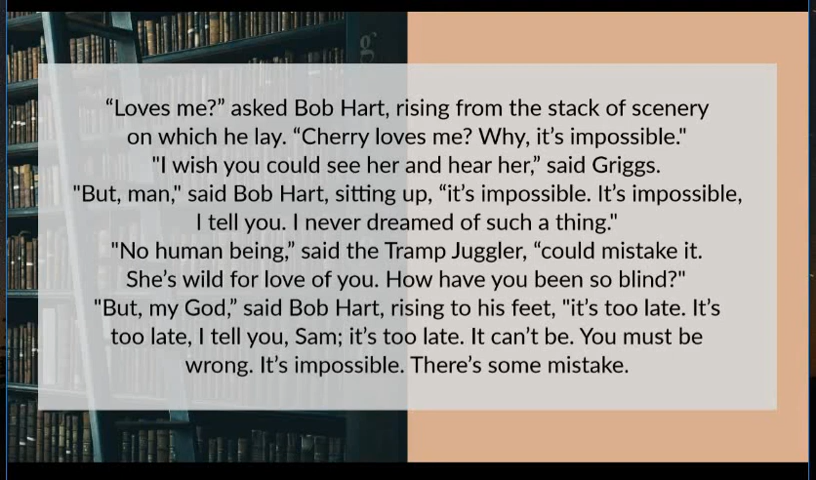 “Loves me?” asked Bob Hart, rising from the stack of scenery
on which he lay. “Cherry loves me? Why, it’s impossible."
"I wish you could see her and hear her,” said Griggs.
"But, man," said Bob Hart, sitting up, “it’s impossible. It’s impossible,
I tell you. I never dreamed of such a thing."
"No human being,” said the Tramp Juggler, “could mistake it.
She’s wild for love of you. How have you been so blind?"
"But, my God,” said Bob Hart, rising to his feet, "it’s too late. It’s
too late, I tell you, Sam; it’s too late. It can’t be. You must be
wrong. It’s impossible. There’s some mistake.